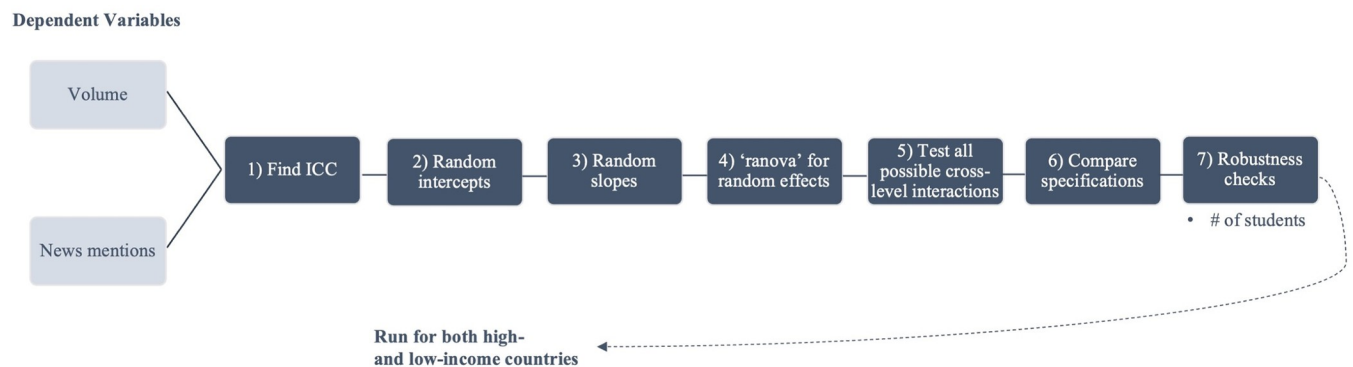 Dependent Variables
Volume
News mentions
1) Find ICC
2) Random
intercepts
3) Random
slopes
4) ‘ranova’ for
random effects
5) Test all
possible cross-
level interactions
6) Compare
specifications
7) Robustness
checks
• # of students
Run for both high-
and low-income countries